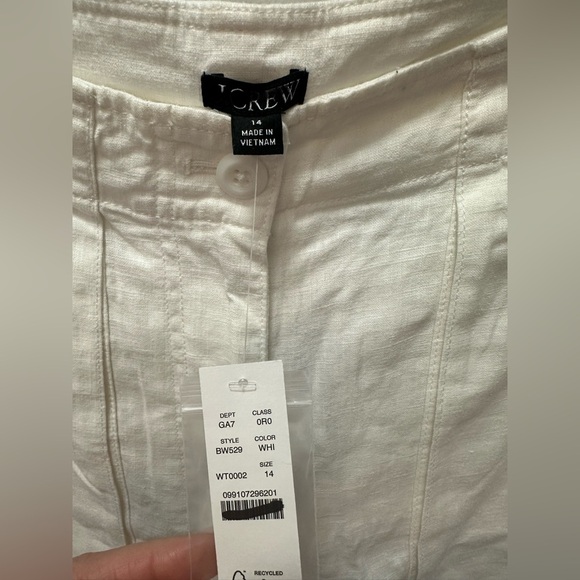 J.CREW
14
MADE IN
VIETNAM
DEPT CLASS
GA7 0R0
STYLE COLOR
BW529 WHI
SIZE
WT0002 14
099107296201
RECYCLED